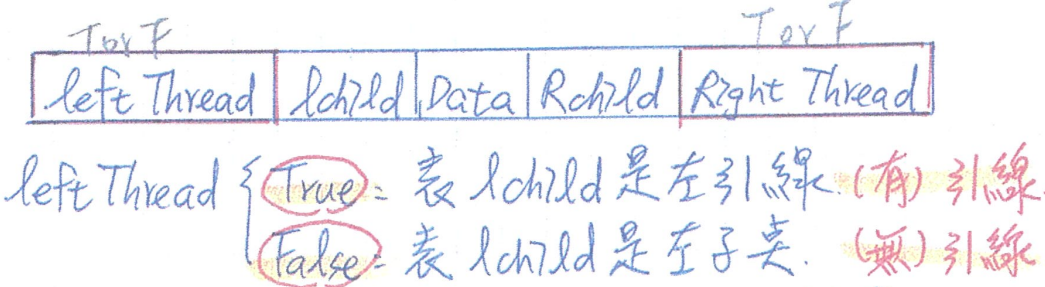 T or F T or F
left Thread lchild Data Rchild Right Thread
left Thread { True: 表 lchild 是左引線. (有) 引線.
False: 表 lchild 是左子点. (無) 引線